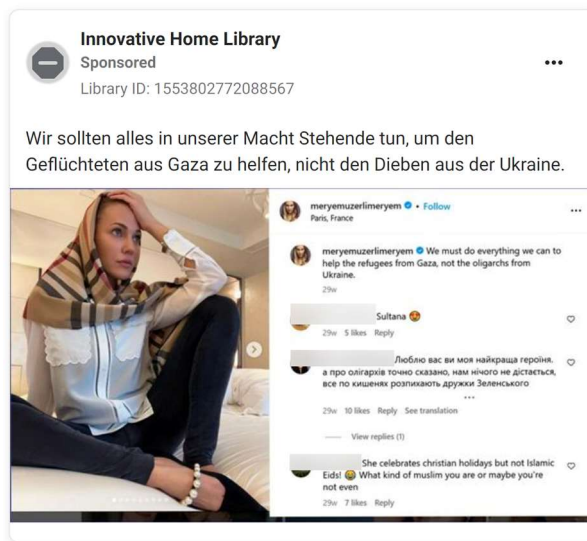 Innovative Home Library
Sponsored
Library ID: 1553802772088567
Wir sollten alles in unserer Macht Stehende tun, um den
Geflüchteten aus Gaza zu helfen, nicht den Dieben aus der Ukraine.
meryemuzerlimeryem • Follow
Paris, France
meryemuzerlimeryem We must do everything we can to
help the refugees from Gaza, not the oligarchs from
Ukraine.
29w
Sultana 🤩
29w 5 likes Reply
Люблю вас ви моя найкраща героїня.
а про олігархів точно сказано, нам нічого не дістається,
все по кишенях розпихають дружки Зеленського
29w 10 likes Reply See translation
View replies (1)
She celebrates christian holidays but not Islamic
Eids! 😂 What kind of muslim you are or maybe you're
not even
29w 7 likes Reply